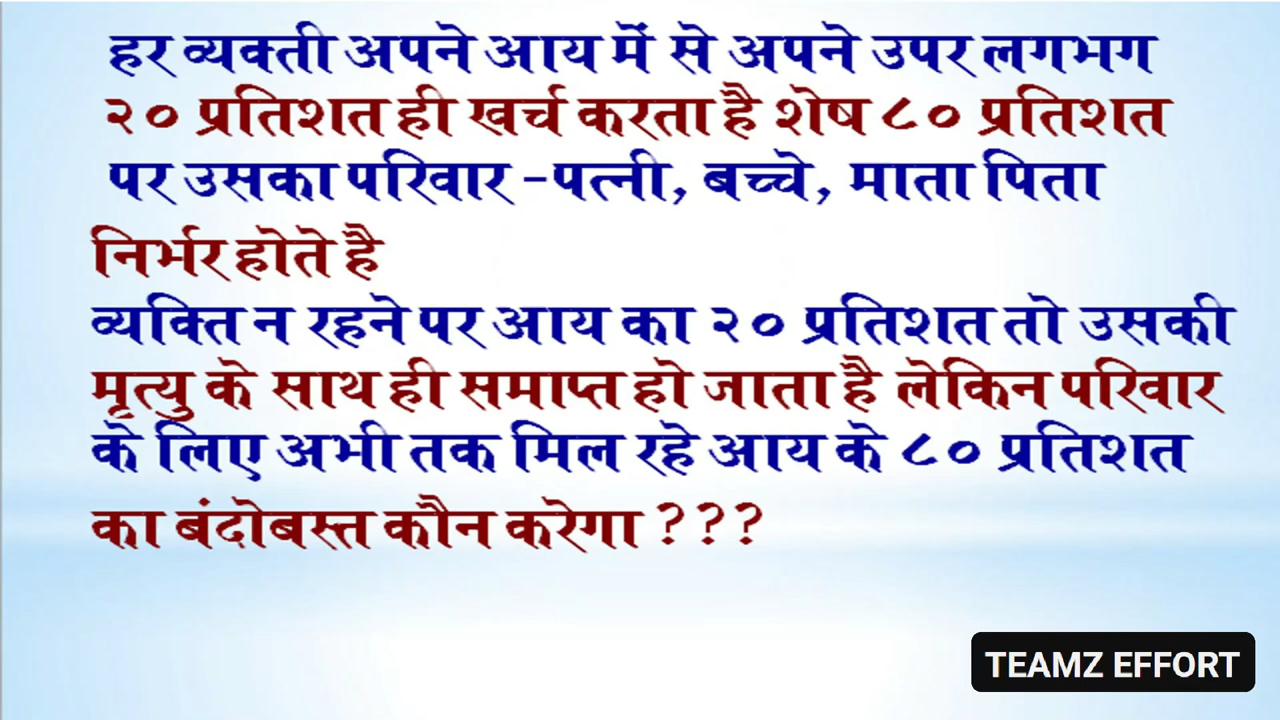 हर व्यक्ती अपने आय में से अपने उपर लगभग
२० प्रतिशत ही खर्च करता है शेष ८० प्रतिशत
पर उसका परिवार -पत्नी, बच्चे, माता पिता
निर्भर होते है
व्यक्ति न रहने पर आय का २० प्रतिशत तो उसकी
मृत्यु के साथ ही समाप्त हो जाता है लेकिन परिवार
के लिए अभी तक मिल रहे आय के ८० प्रतिशत
का बंदोबस्त कौन करेगा ???
TEAMZ EFFORT